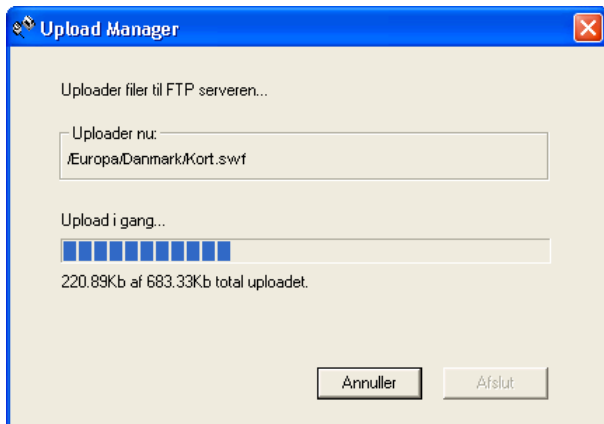 Upload Manager
Uploader filer til FTP serveren...
Uploader nu:
/Europa/Danmark/Kort.swf
Upload i gang...
220.89Kb af 683.33Kb total uploadet.
Annuller
Afslut